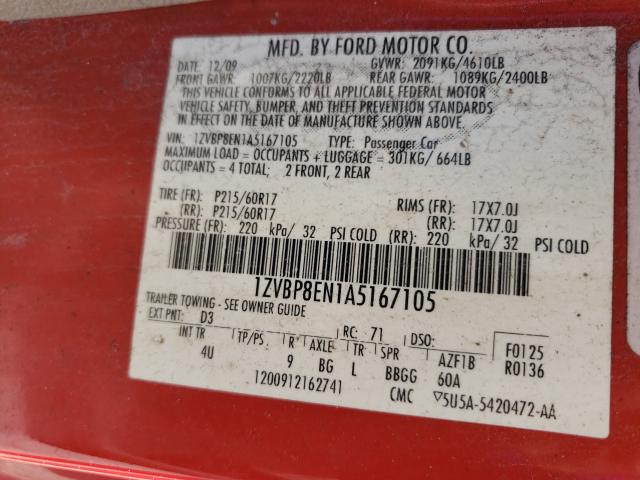 MFD. BY FORD MOTOR CO.
DATE: 12/09 GVWR: 2091KG/4610LB
FRONT GAWR: 1007KG/2220LB REAR GAWR: 1089KG/2400LB
THIS VEHICLE CONFORMS TO ALL APPLICABLE FEDERAL MOTOR
VEHICLE SAFETY, BUMPER, AND THEFT PREVENTION STANDARDS
IN EFFECT ON THE DATE OF MANUFACTURE SHOWN ABOVE.
VIN: 1ZVBP8EN1A5167105 TYPE: Passenger Car
MAXIMUM LOAD = OCCUPANTS + LUGGAGE = 301KG/ 664LB
OCCUPANTS = 4 TOTAL; 2 FRONT, 2 REAR
TIRE (FR): P215/60R17 RIMS (FR): 17X7.0J
(RR): P215/60R17 (RR): 17X7.0J
PRESSURE (FR): 220 kPa/ 32 PSI COLD (RR): 220 kPa/ 32 PSI COLD
1ZVBP8EN1A5167105
TRAILER TOWING - SEE OWNER GUIDE
EXT PNT: D3 RC: 71 DSO: F0125
INT TR TP/PS R AXLE TR SPR AZF1B R0136
4U 9 BG L BBGG 60A
1200912162741 CMC ▽5U5A-5420472-AA